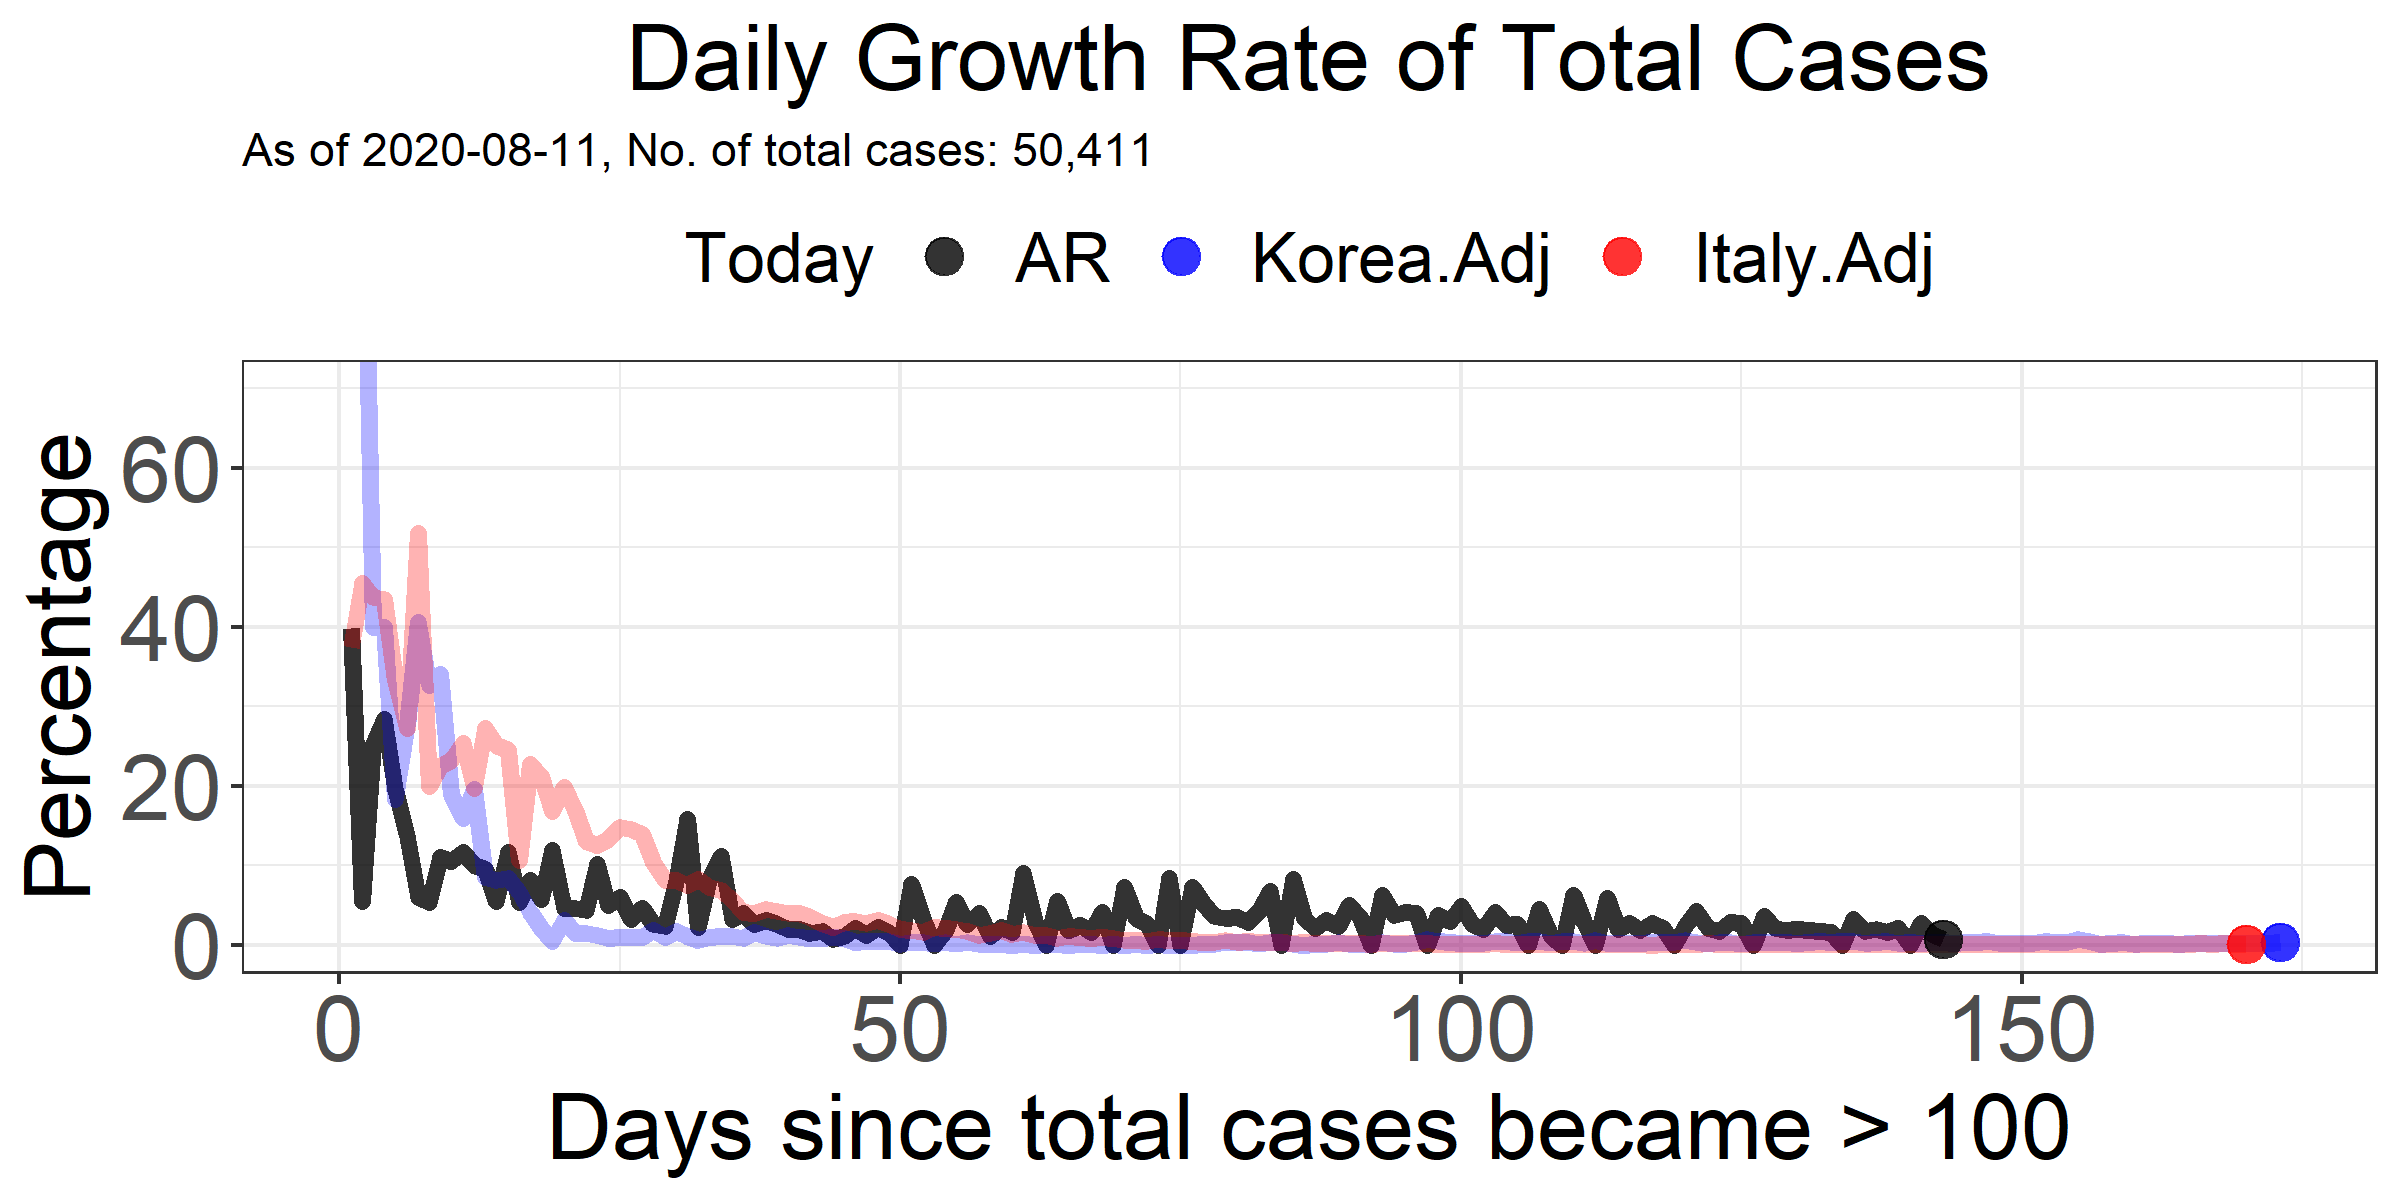 Daily Growth Rate of Total Cases
As of 2020-08-11, No. of total cases: 50,411
Today AR Korea.Adj Italy.Adj
Percentage
60
40
20
0
0 50 100 150
Days since total cases became > 100